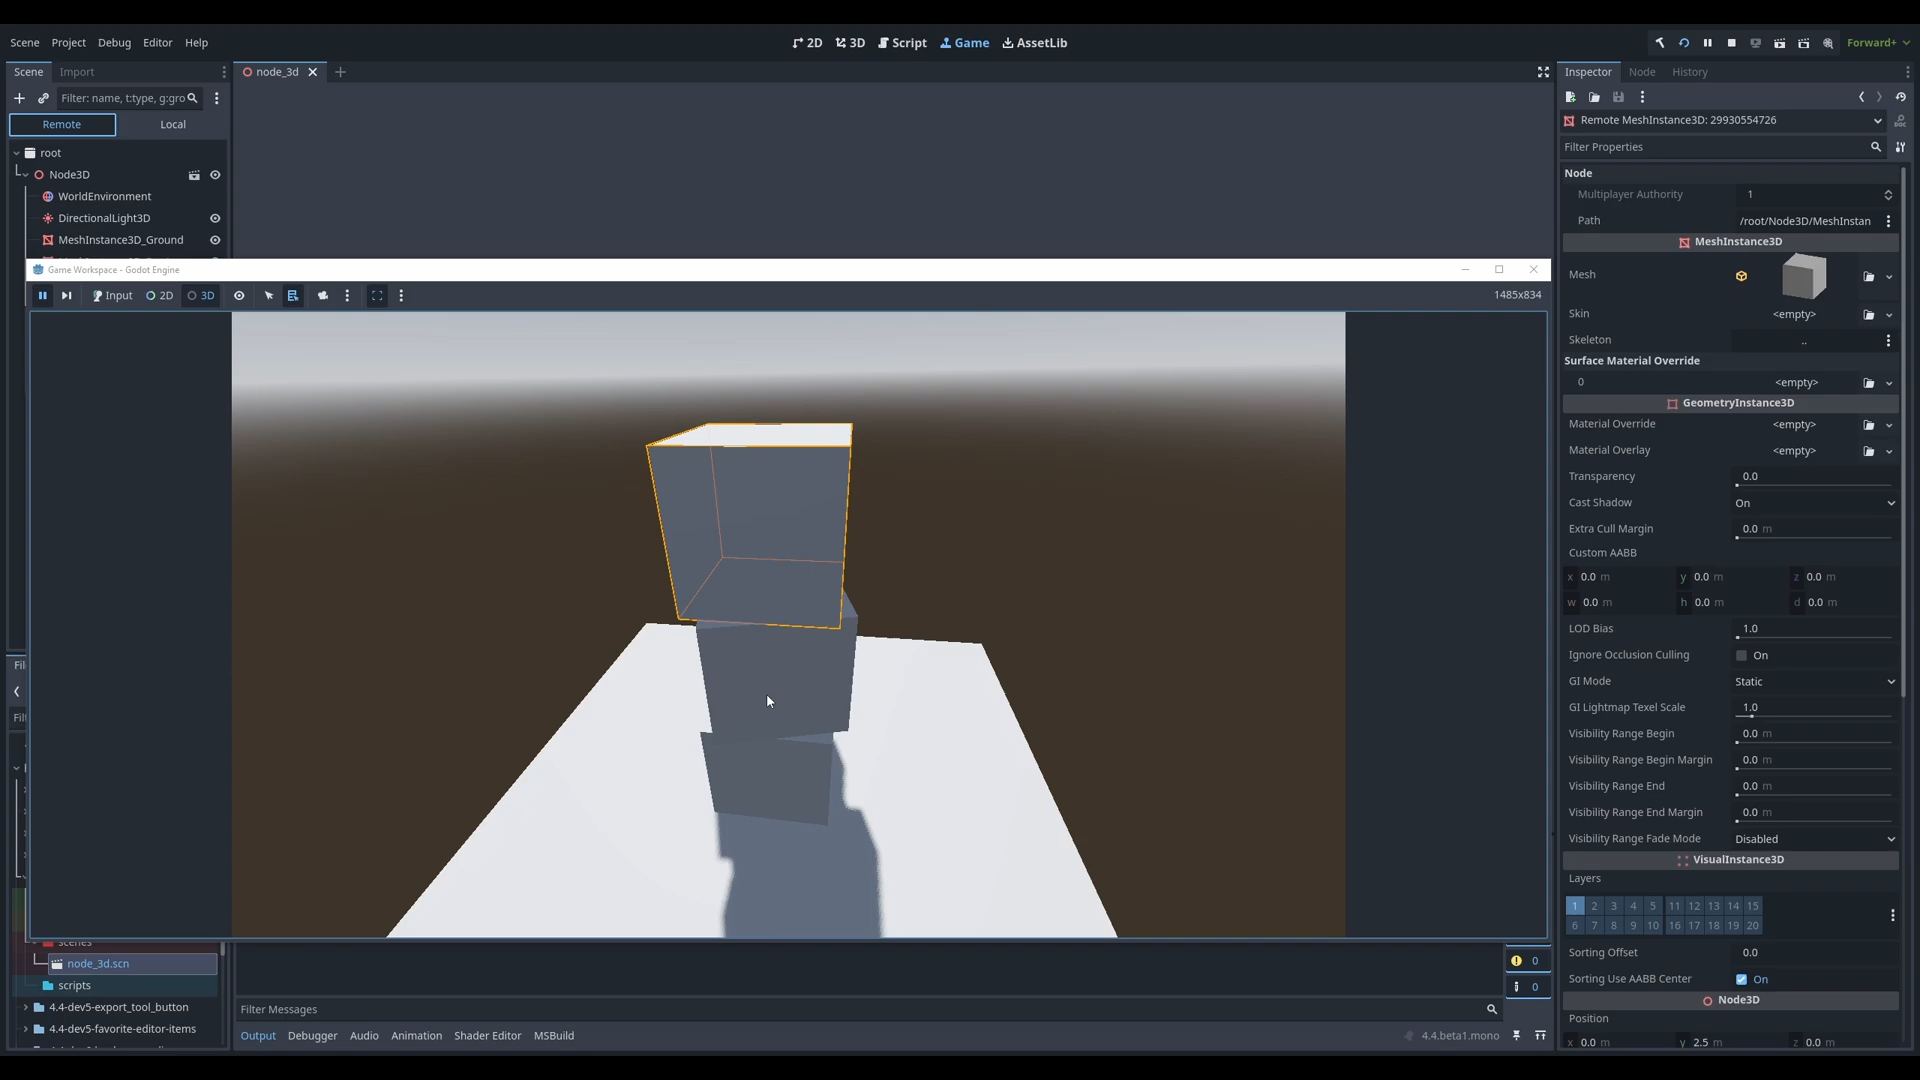 Scene Project Debug Editor Help
2D 3D Script Game AssetLib
Forward+
Scene Import
node_3d
Inspector Node History
Filter: name, t:type, g:gro
Remote Local
root
Node3D
WorldEnvironment
DirectionalLight3D
MeshInstance3D_Ground
Game Workspace - Godot Engine
Input 2D 3D
1485x834
Fil
Filt
scenes
node_3d.scn
scripts
4.4-dev5-export_tool_button
4.4-dev5-favorite-editor-items
0
0
Filter Messages
Output Debugger Audio Animation Shader Editor MSBuild
4.4.beta1.mono
Remote MeshInstance3D: 29930554726
DOC
Filter Properties
Node
Multiplayer Authority 1
Path /root/Node3D/MeshInstan
MeshInstance3D
Mesh
Skin <empty>
Skeleton ..
Surface Material Override
0 <empty>
GeometryInstance3D
Material Override <empty>
Material Overlay <empty>
Transparency 0.0
Cast Shadow On
Extra Cull Margin 0.0 m
Custom AABB
x 0.0 m y 0.0 m z 0.0 m
w 0.0 m h 0.0 m d 0.0 m
LOD Bias 1.0
Ignore Occlusion Culling On
GI Mode Static
GI Lightmap Texel Scale 1.0
Visibility Range Begin 0.0 m
Visibility Range Begin Margin 0.0 m
Visibility Range End 0.0 m
Visibility Range End Margin 0.0 m
Visibility Range Fade Mode Disabled
VisualInstance3D
Layers
1 2 3 4 5 11 12 13 14 15
6 7 8 9 10 16 17 18 19 20
Sorting Offset 0.0
Sorting Use AABB Center On
Node3D
Position
x 0.0 m y 2.5 m z 0.0 m